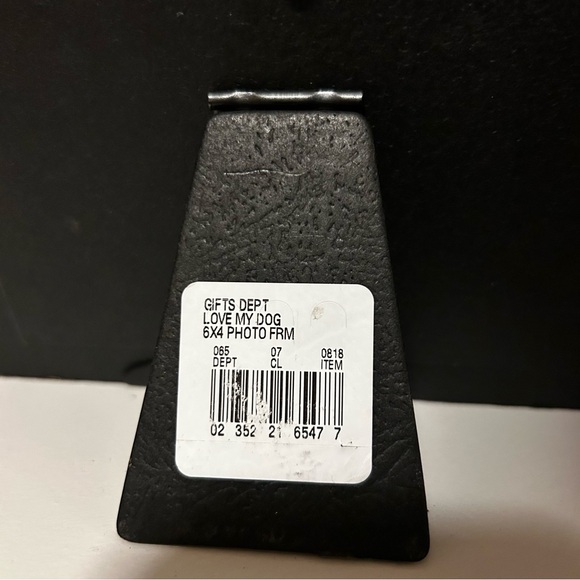 GIFTS DEPT
LOVE MY DOG
6X4 PHOTO FRM
065 07 0818
DEPT CL ITEM
02 352 21 6547 7